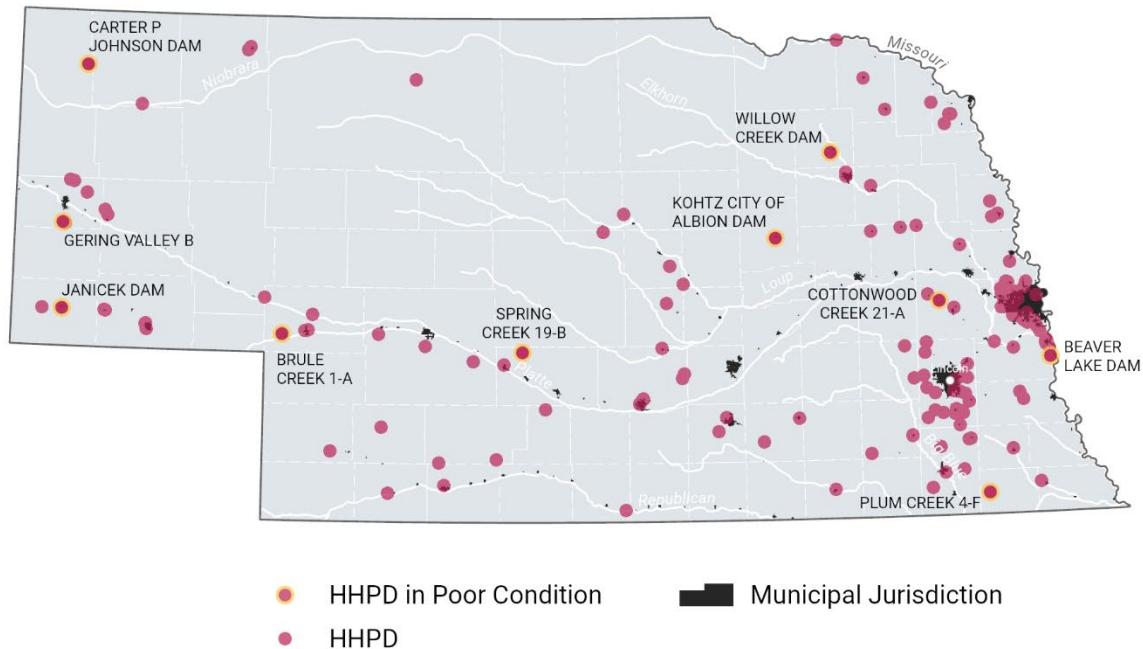 CARTER P
JOHNSON DAM
Niobrara
Missouri
Elkhorn
WILLOW
CREEK DAM
KOHTZ CITY OF
ALBION DAM
GERING VALLEY B
Loup
JANICEK DAM
COTTONWOOD
CREEK 21-A
SPRING
CREEK 19-B
BRULE
CREEK 1-A
BEAVER
LAKE DAM
Platte
Lincoln
Big Blue
Republican
PLUM CREEK 4-F
HHPD in Poor Condition
Municipal Jurisdiction
HHPD